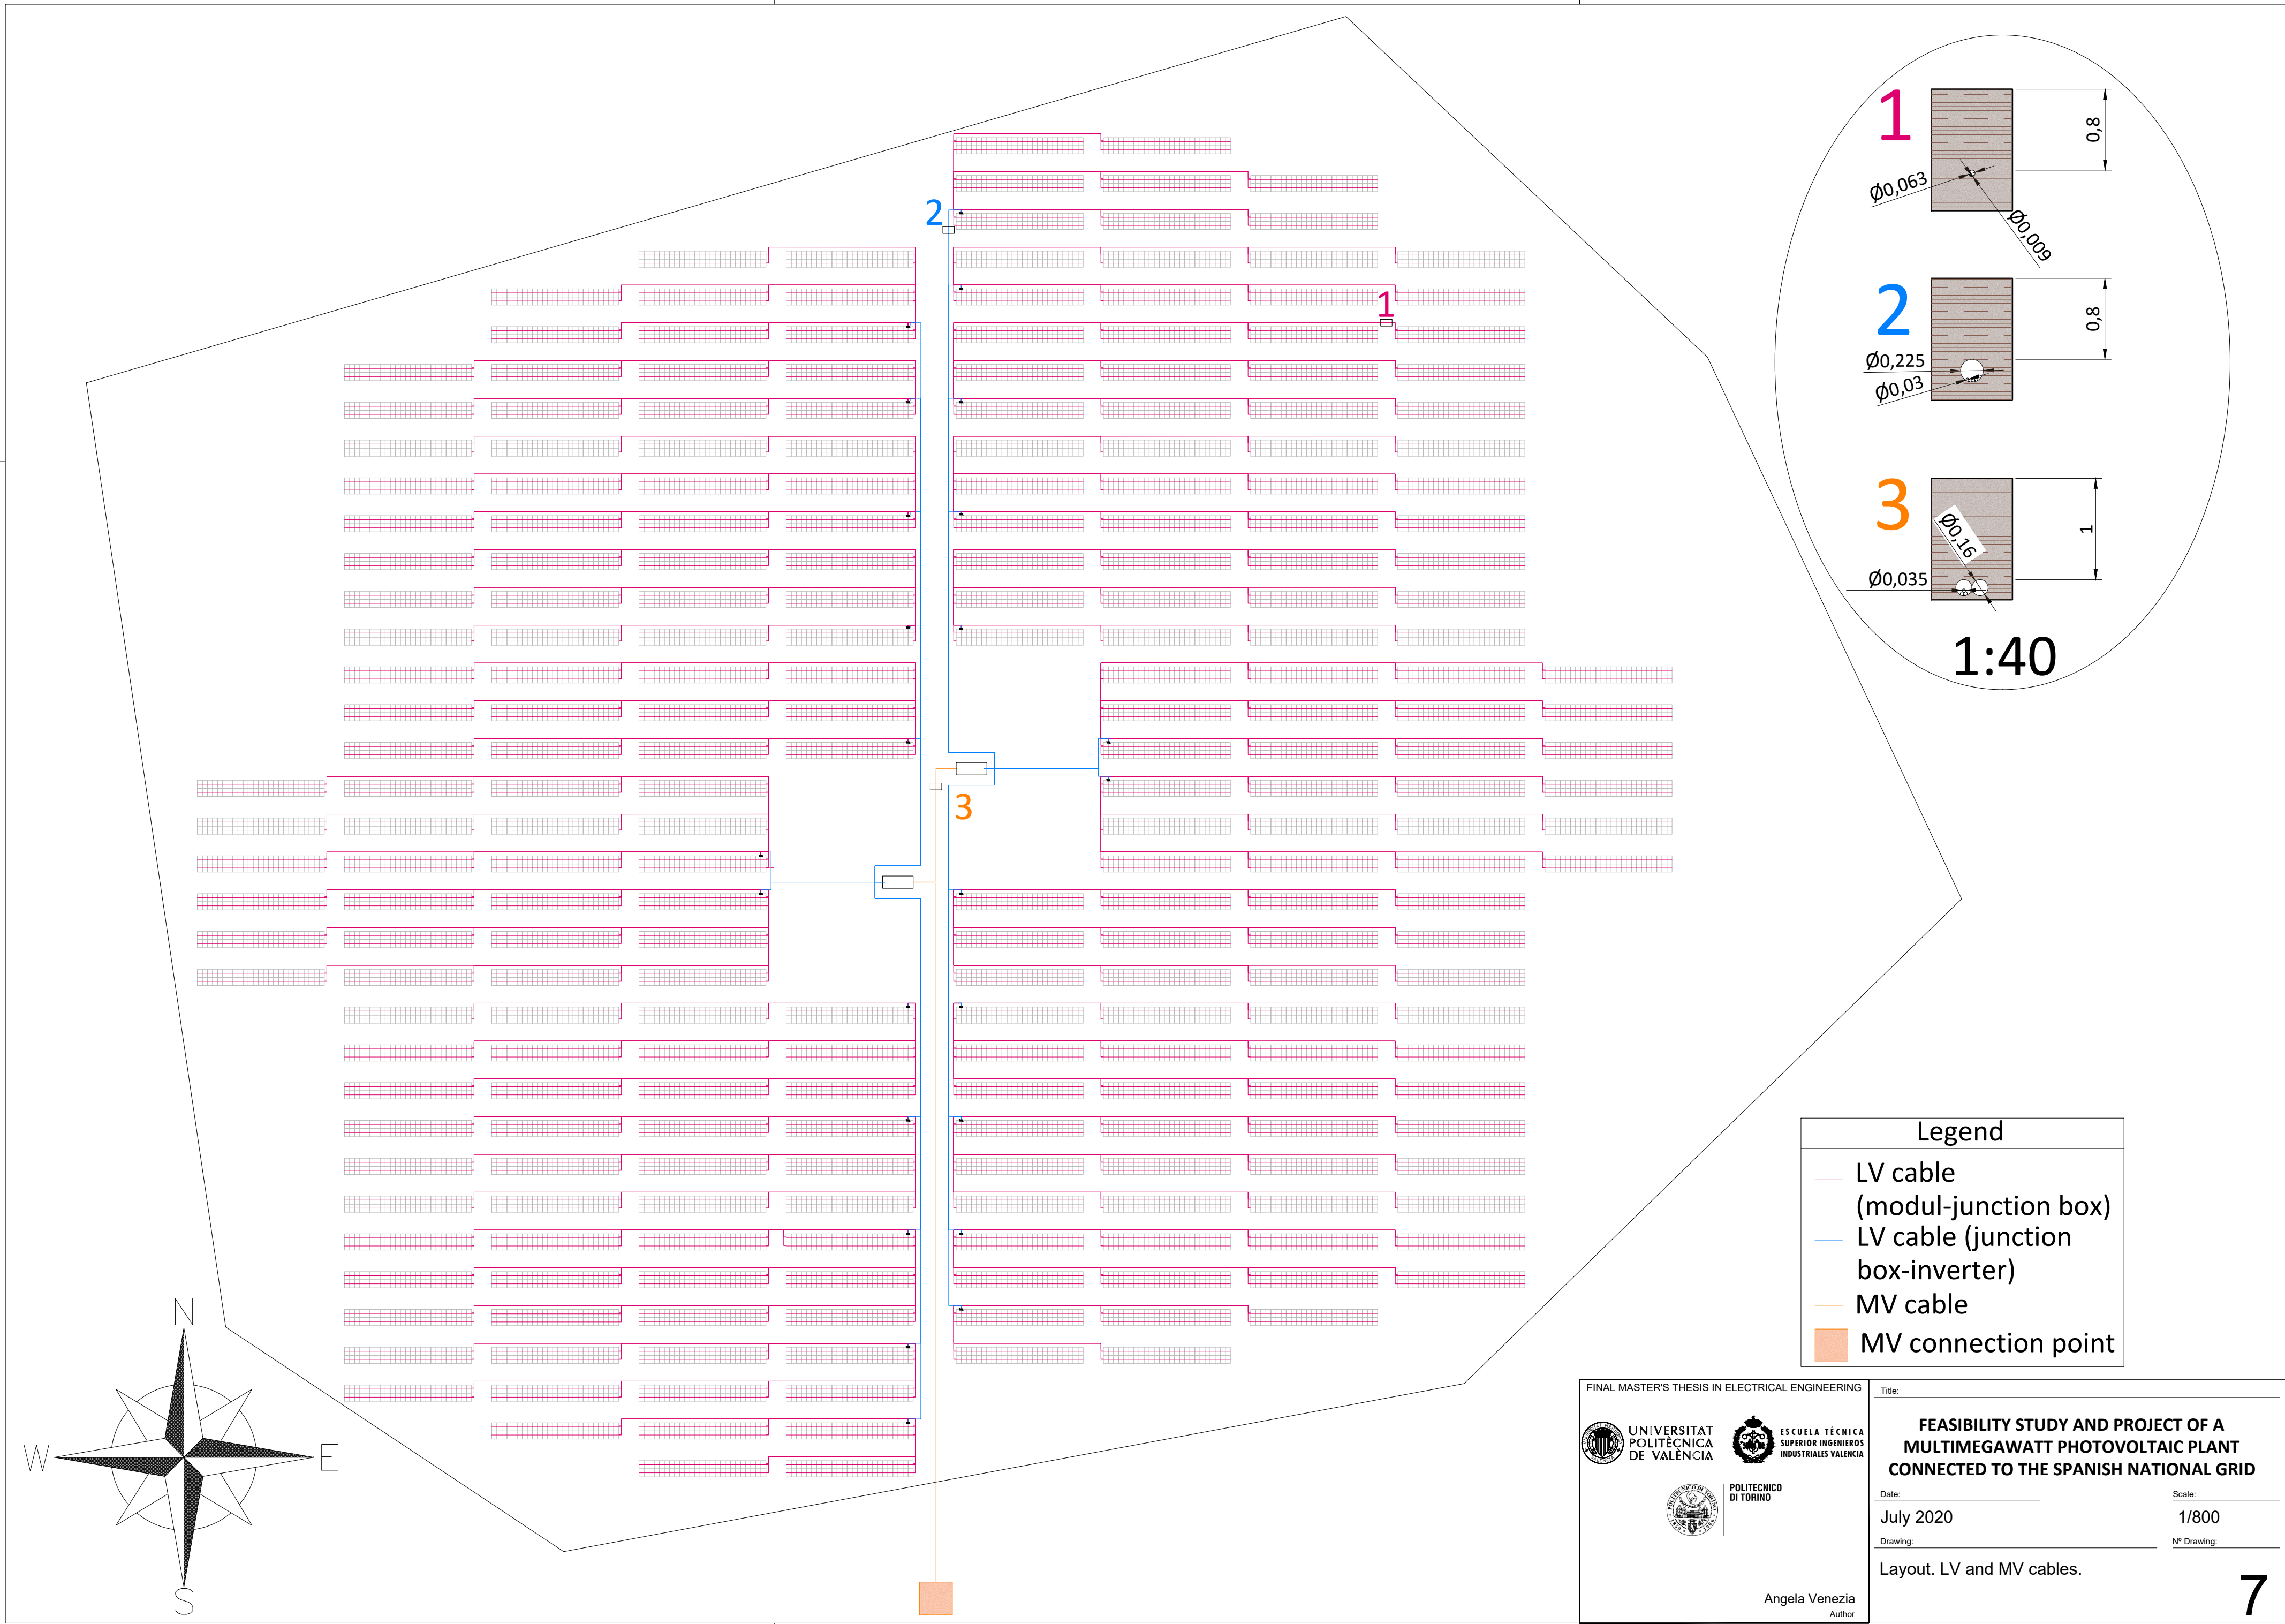 2
1
3
1
0,8
Ø0,063
Ø0,009
2
0,8
Ø0,225
Ø0,03
3
Ø0,16
1
Ø0,035
1:40
N
W
E
S
Legend
LV cable
(modul-junction box)
LV cable (junction
box-inverter)
MV cable
MV connection point
FINAL MASTER'S THESIS IN ELECTRICAL ENGINEERING
UNIVERSITAT
POLITÈCNICA
DE VALÈNCIA
ESCUELA TÉCNICA
SUPERIOR INGENIEROS
INDUSTRIALES VALENCIA
POLITECNICO
DI TORINO
Angela Venezia
Author
Title:
FEASIBILITY STUDY AND PROJECT OF A
MULTIMEGAWATT PHOTOVOLTAIC PLANT
CONNECTED TO THE SPANISH NATIONAL GRID
Date:
July 2020
Scale:
1/800
Drawing:
Layout. LV and MV cables.
Nº Drawing:
7